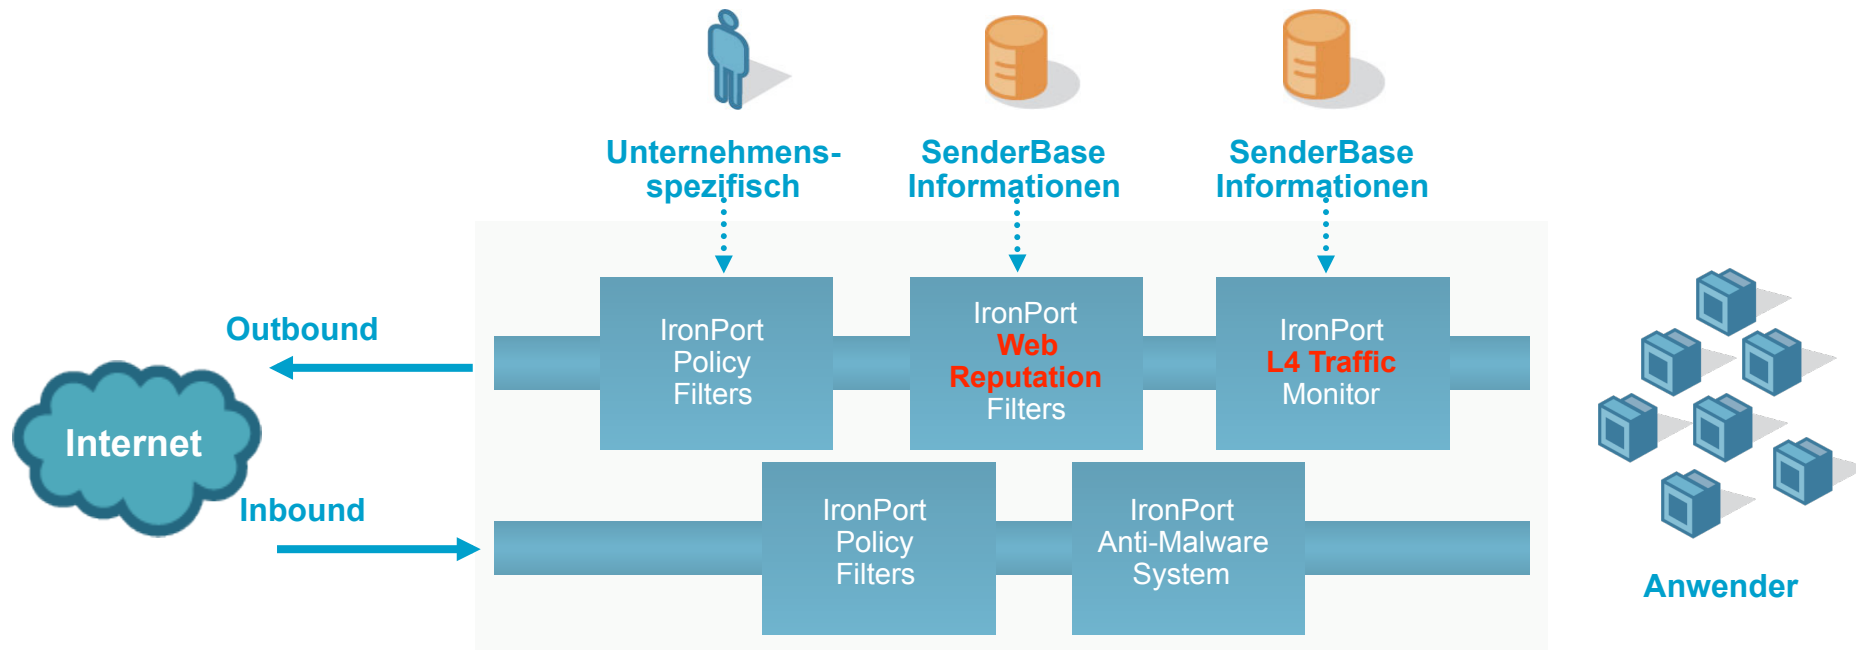 Unternehmens-
spezifisch
SenderBase
Informationen
SenderBase
Informationen
Outbound
IronPort
Policy
Filters
IronPort
Web
Reputation
Filters
IronPort
L4 Traffic
Monitor
Internet
Inbound
IronPort
Policy
Filters
IronPort
Anti-Malware
System
Anwender